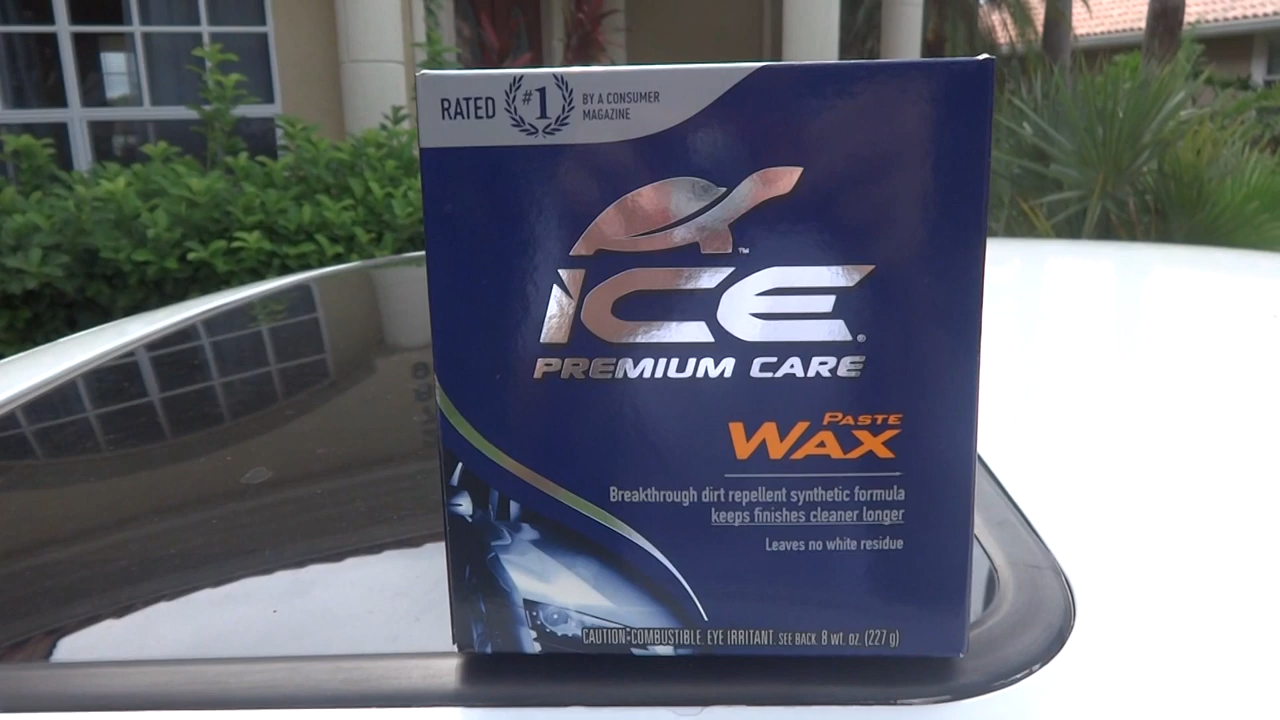 RATED #1 BY A CONSUMER
MAGAZINE
™
ICE®
PREMIUM CARE
PASTE
WAX
Breakthrough dirt repellent synthetic formula
keeps finishes cleaner longer
Leaves no white residue
CAUTION: COMBUSTIBLE. EYE IRRITANT. SEE BACK. 8 wt. oz. (227 g)